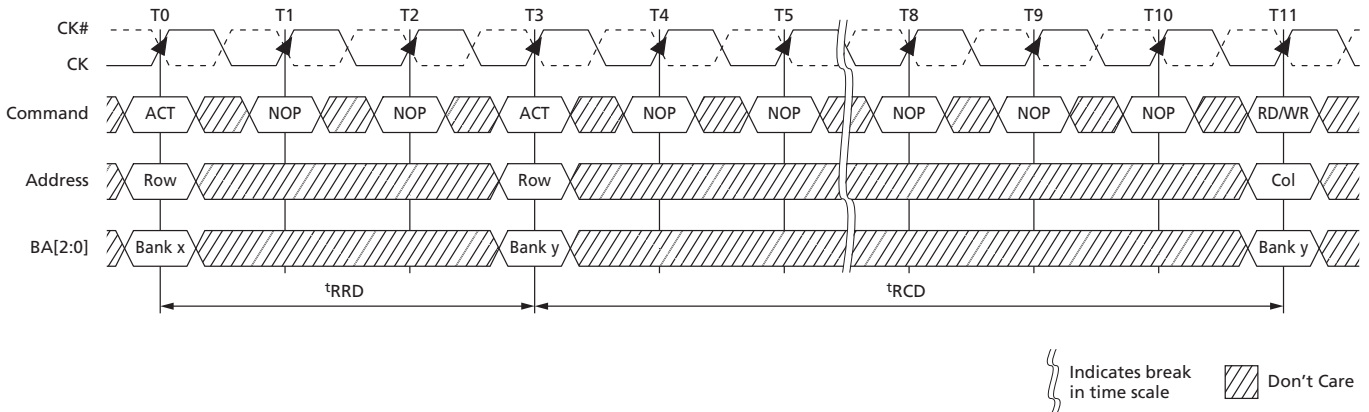 T0 T1 T2 T3 T4 T5 T8 T9 T10 T11
CK#
CK
Command ACT NOP NOP ACT NOP NOP NOP NOP NOP RD/WR
Address Row Row Col
BA[2:0] Bank x Bank y Bank y
tRRD tRCD
Indicates break
in time scale
Don't Care